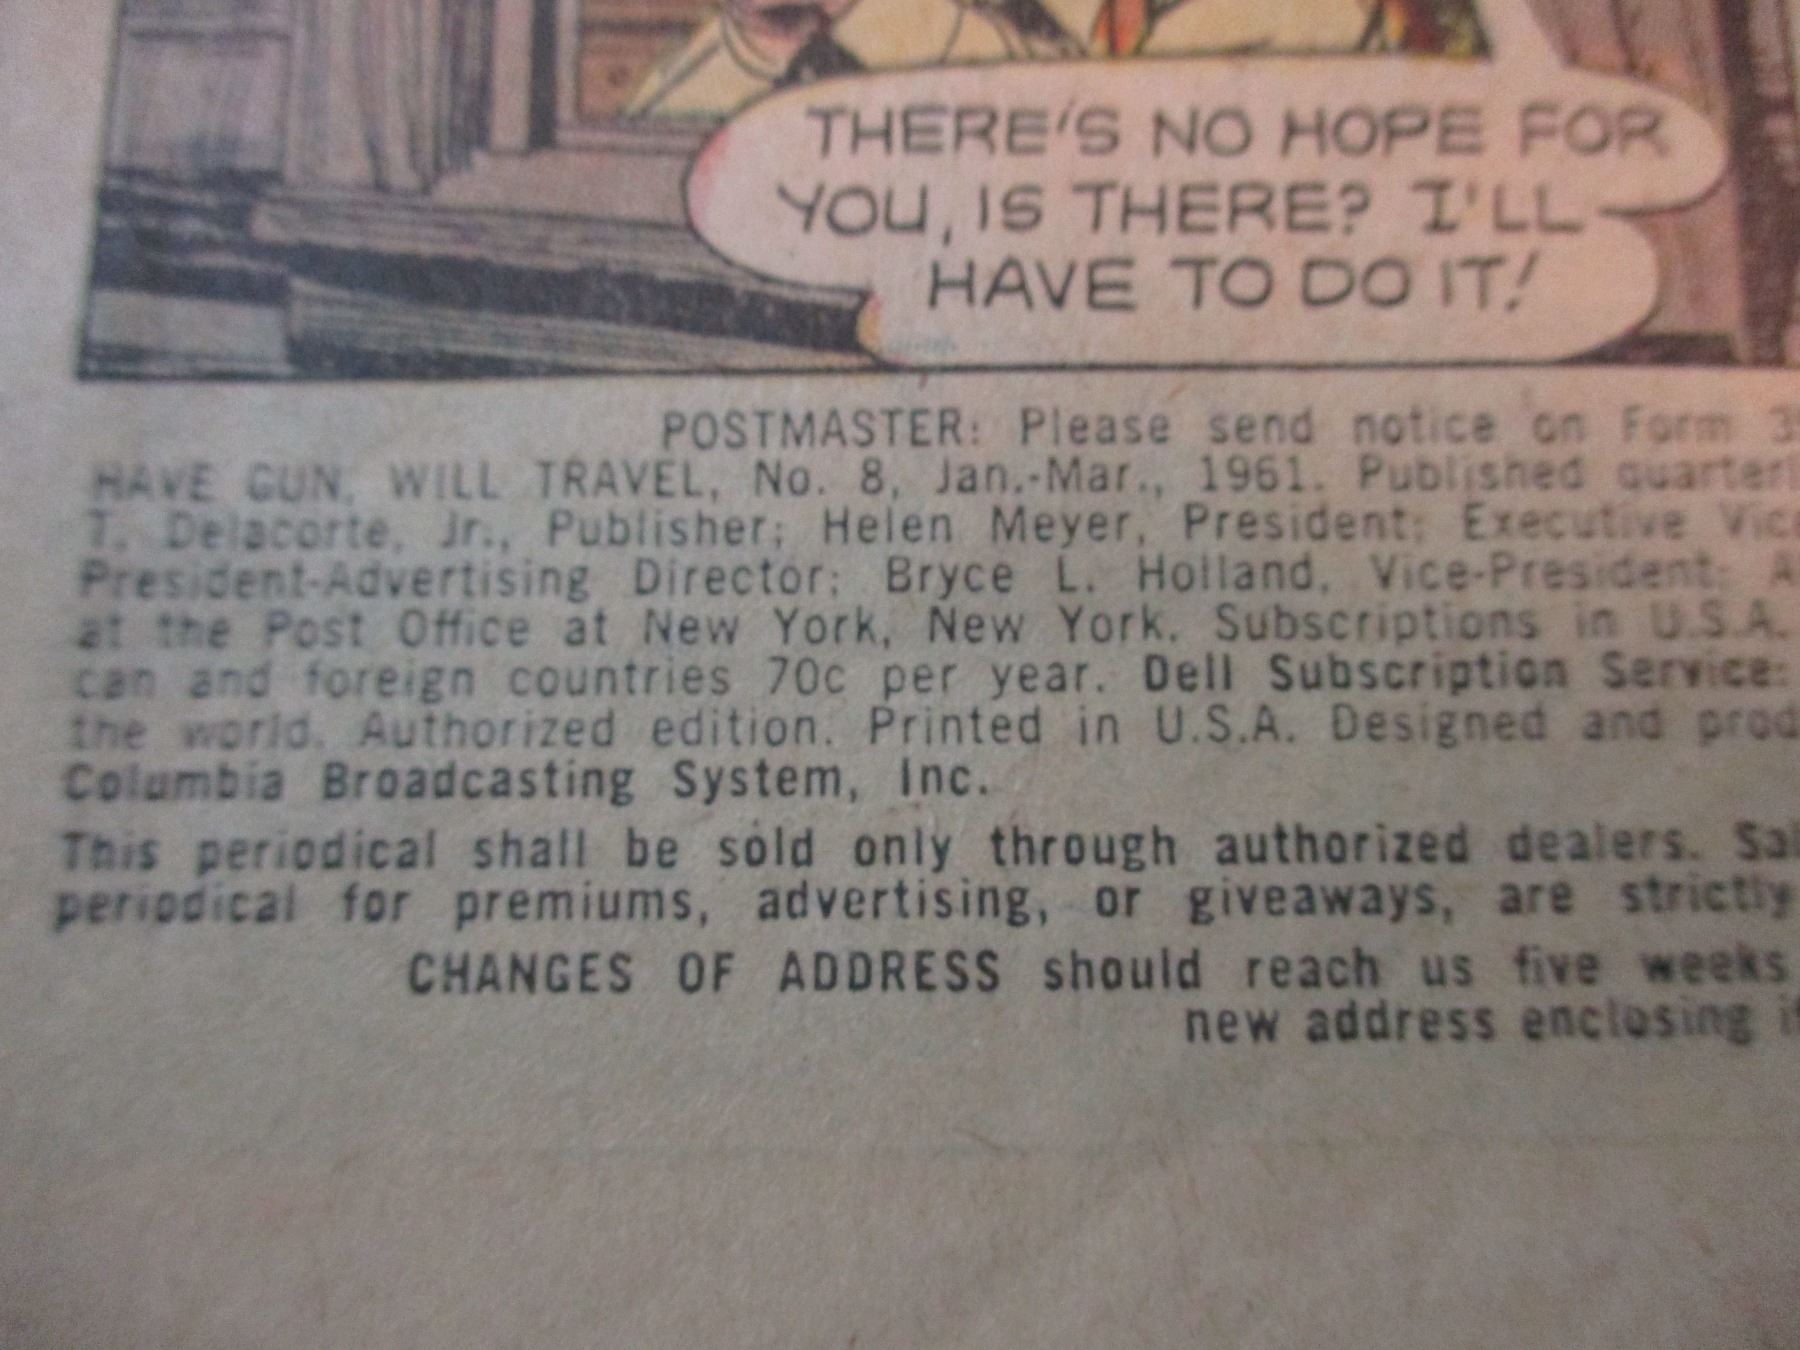 THERE'S NO HOPE FOR
YOU, IS THERE? I'LL
HAVE TO DO IT!
POSTMASTER: Please send notice on Form
HAVE GUN, WILL TRAVEL, No. 8, Jan.-Mar., 1961. Published
T. Delacorte, Jr., Publisher; Helen Meyer, President; Executive
President-Advertising Director; Bryce L. Holland, Vice-President;
at the Post Office at New York, New York. Subscriptions in U.S.A.
can and foreign countries 70c per year. Dell Subscription Service:
the world. Authorized edition. Printed in U.S.A. Designed and prod
Columbia Broadcasting System, Inc.
This periodical shall be sold only through authorized dealers.
periodical for premiums, advertising, or giveaways, are strictly
CHANGES OF ADDRESS should reach us five weeks
new address enclosing